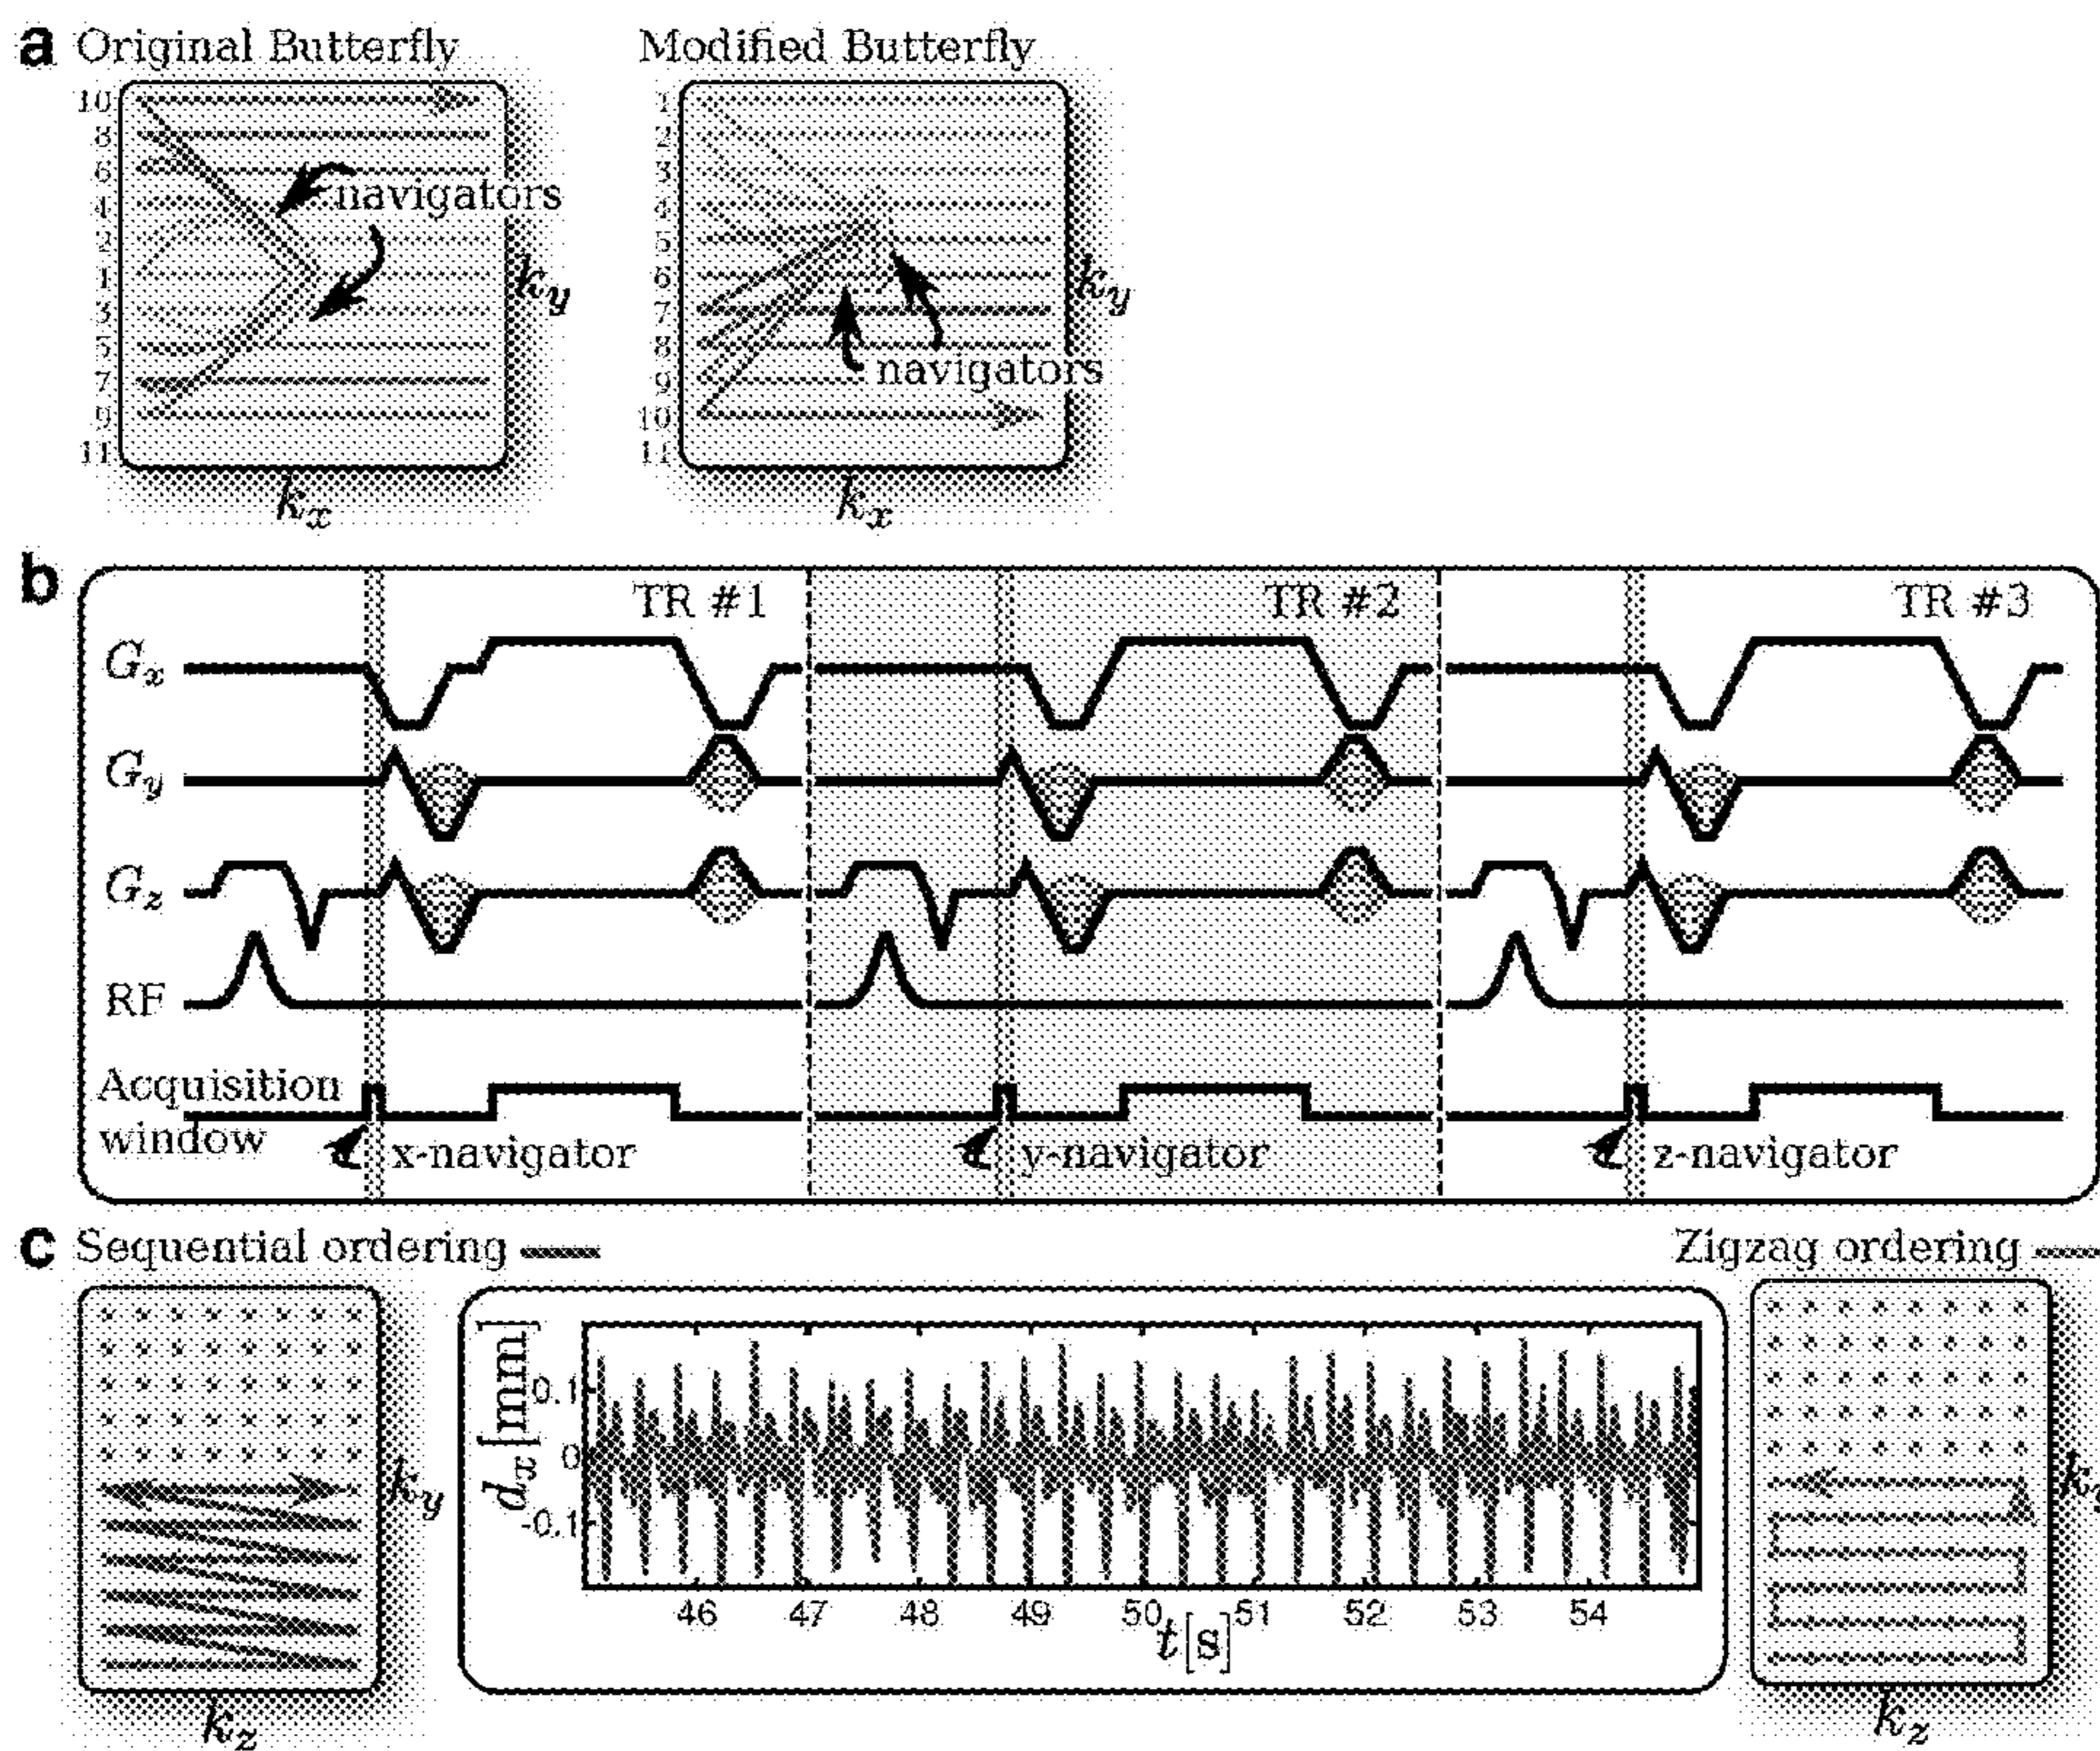 a Original Butterfly
Modified Butterfly
10
8
6
4
2
1
3
5
7
9
11
navigators
k_y
k_x
1
2
3
4
5
6
7
8
9
10
11
navigators
k_y
k_x
b
TR #1
TR #2
TR #3
G_x
G_y
G_z
RF
Acquisition
window
x-navigator
y-navigator
z-navigator
c Sequential ordering
Zigzag ordering
k_y
k_z
d_x[mm]
0.1
0
-0.1
46 47 48 49 50 51 52 53 54
t[s]
k_z